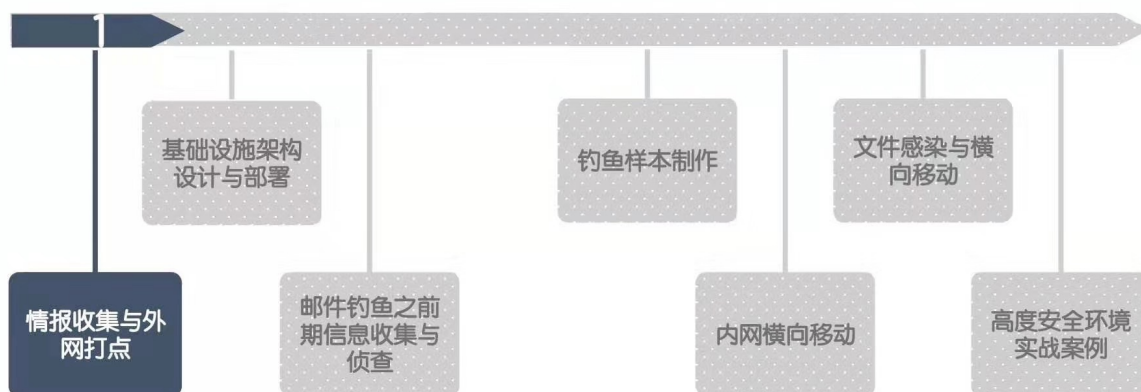 1
基础设施架构
设计与部署
钓鱼样本制作
文件感染与横
向移动
情报收集与外
网打点
邮件钓鱼之前
期信息收集与
侦查
内网横向移动
高度安全环境
实战案例